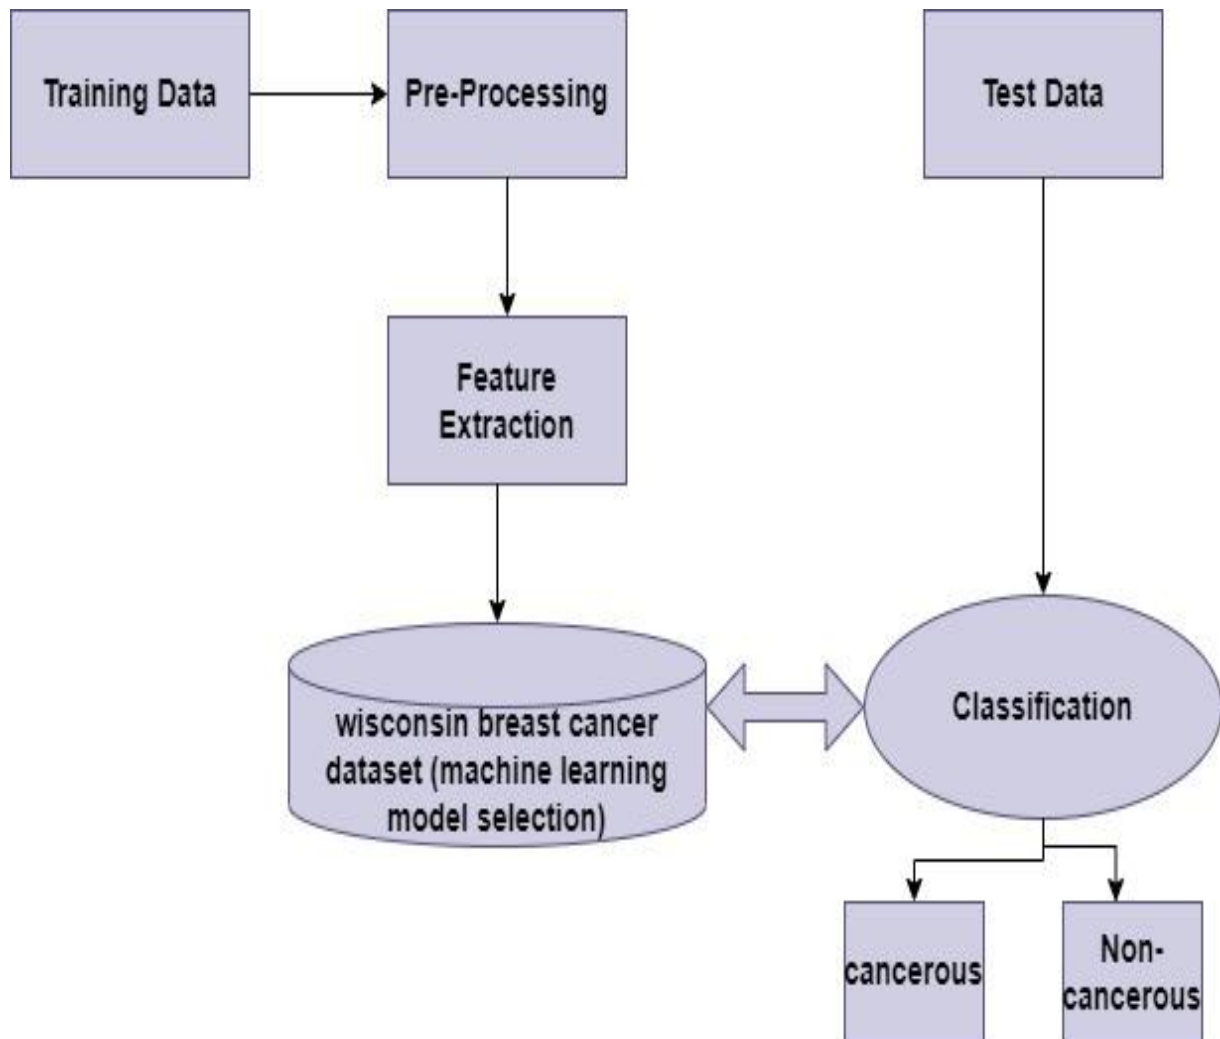 Training Data
Pre-Processing
Test Data
Feature
Extraction
wisconsin breast cancer
dataset (machine learning
model selection)
Classification
cancerous
Non-
cancerous